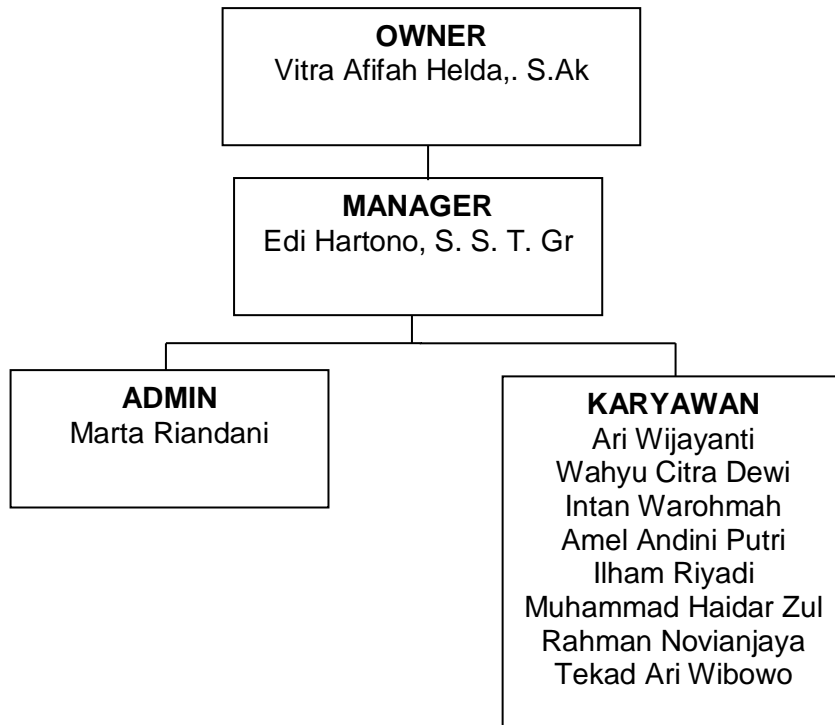 OWNER
Vitra Afifah Helda,. S.Ak
MANAGER
Edi Hartono, S. S. T. Gr
ADMIN
Marta Riandani
KARYAWAN
Ari Wijayanti
Wahyu Citra Dewi
Intan Warohmah
Amel Andini Putri
Ilham Riyadi
Muhammad Haidar Zul
Rahman Novianjaya
Tekad Ari Wibowo